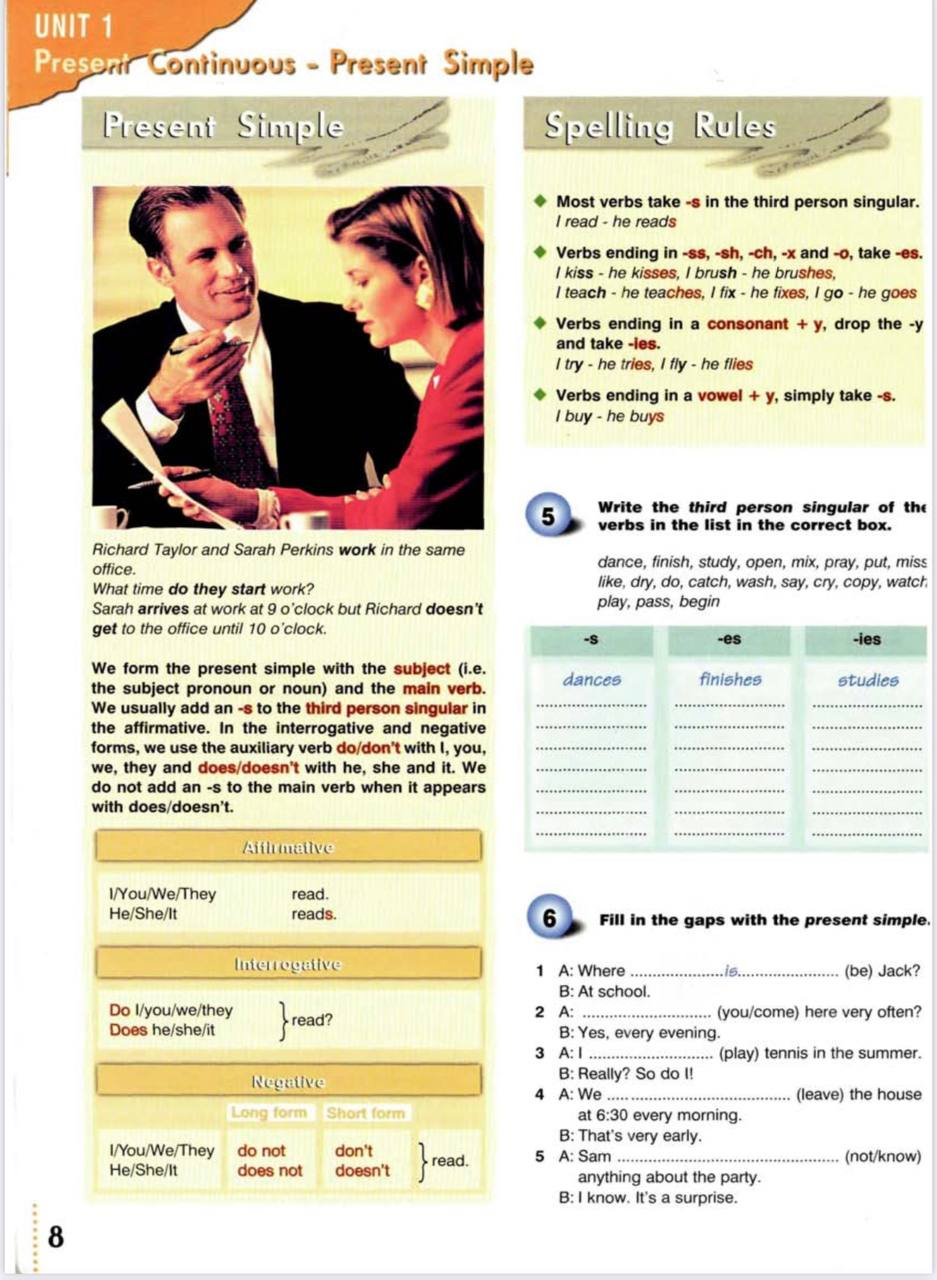 UNIT 1
Present Continuous - Present Simple
Present Simple
Richard Taylor and Sarah Perkins work in the same
office.
What time do they start work?
Sarah arrives at work at 9 o'clock but Richard doesn't
get to the office until 10 o'clock.
We form the present simple with the subject (i.e.
the subject pronoun or noun) and the main verb.
We usually add an -s to the third person singular in
the affirmative. In the interrogative and negative
forms, we use the auxiliary verb do/don't with I, you,
we, they and does/doesn't with he, she and it. We
do not add an -s to the main verb when it appears
with does/doesn't.
Affirmative
I/You/We/They read.
He/She/It reads.
Interrogative
Do I/you/we/they
Does he/she/it
read?
Negative
Long form Short form
I/You/We/They do not don't
He/She/It does not doesn't
read.
8
Spelling Rules
Most verbs take -s in the third person singular.
I read - he reads
Verbs ending in -ss, -sh, -ch, -x and -o, take -es.
I kiss - he kisses, I brush - he brushes,
I teach - he teaches, I fix - he fixes, I go - he goes
Verbs ending in a consonant + y, drop the -y
and take -ies.
I try - he tries, I fly - he flies
Verbs ending in a vowel + y, simply take -s.
I buy - he buys
5 Write the third person singular of the
verbs in the list in the correct box.
dance, finish, study, open, mix, pray, put, miss
like, dry, do, catch, wash, say, cry, copy, watch
play, pass, begin
-s -es -ies
dances finishes studies
6 Fill in the gaps with the present simple.
1 A: Where ........................is.......................... (be) Jack?
B: At school.
2 A: ............................ (you/come) here very often?
B: Yes, every evening.
3 A: I ........................... (play) tennis in the summer.
B: Really? So do I!
4 A: We ........................................ (leave) the house
at 6:30 every morning.
B: That's very early.
5 A: Sam ................................................ (not/know)
anything about the party.
B: I know. It's a surprise.